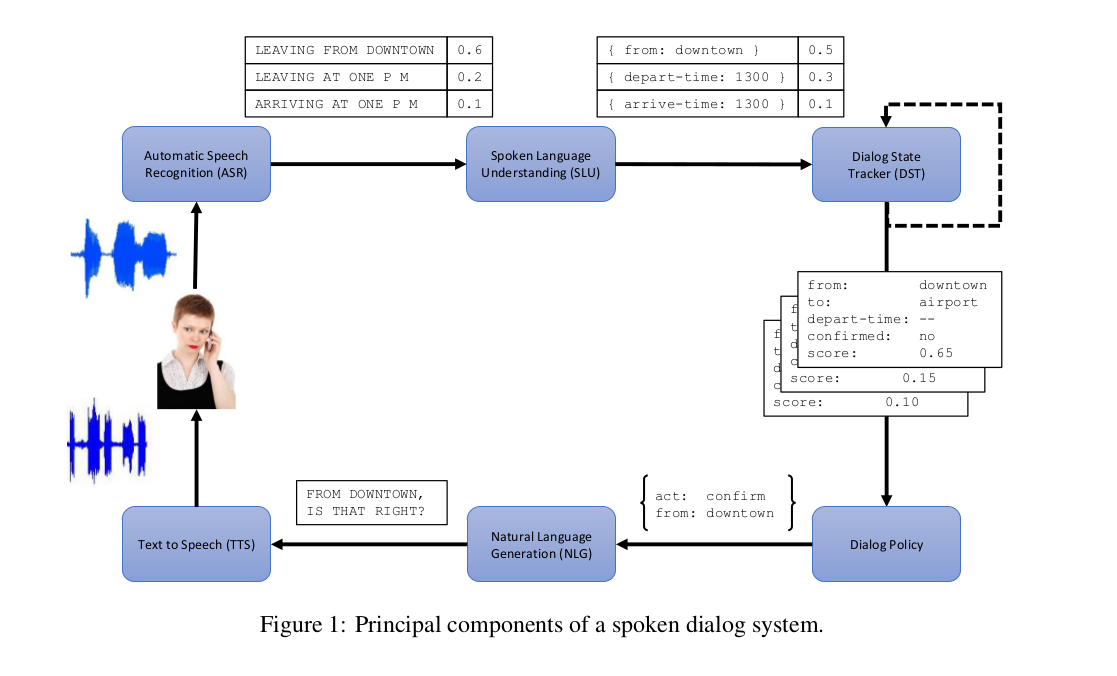 LEAVING FROM DOWNTOWN 0.6
LEAVING AT ONE P M 0.2
ARRIVING AT ONE P M 0.1
{ from: downtown } 0.5
{ depart-time: 1300 } 0.3
{ arrive-time: 1300 } 0.1
Automatic Speech
Recognition (ASR)
Spoken Language
Understanding (SLU)
Dialog State
Tracker (DST)
from: downtown
to: airport
depart-time: --
confirmed: no
score: 0.65
f
t
d
c
score: 0.15
f
t
d
c
score: 0.10
act: confirm
from: downtown
FROM DOWNTOWN,
IS THAT RIGHT?
Text to Speech (TTS)
Natural Language
Generation (NLG)
Dialog Policy
Figure 1: Principal components of a spoken dialog system.